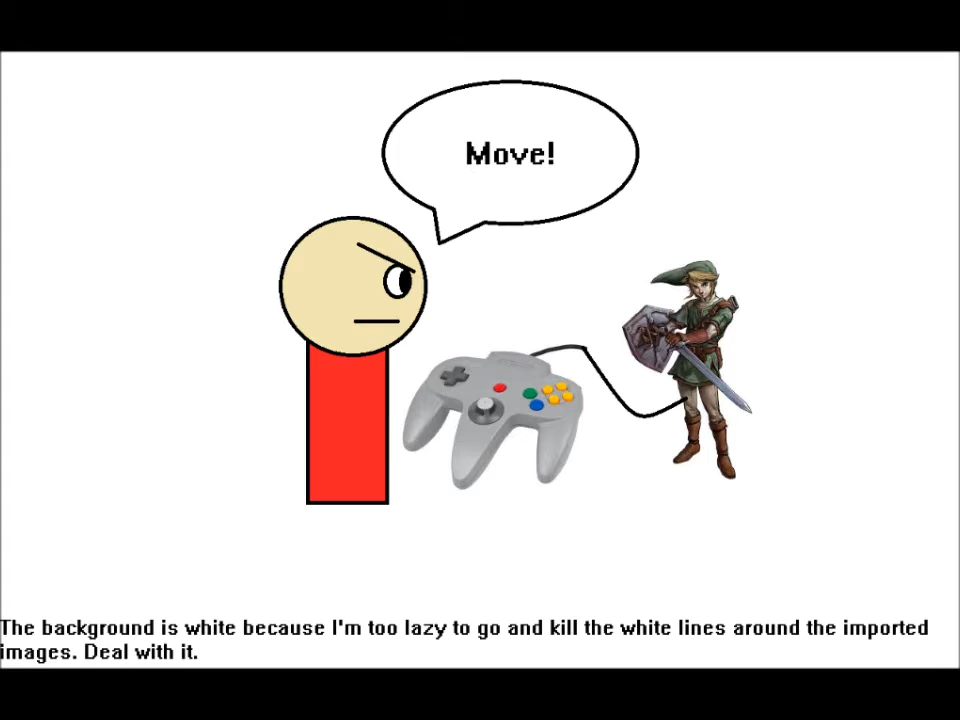 Move!
The background is white because I'm too lazy to go and kill the white lines around the imported
images. Deal with it.